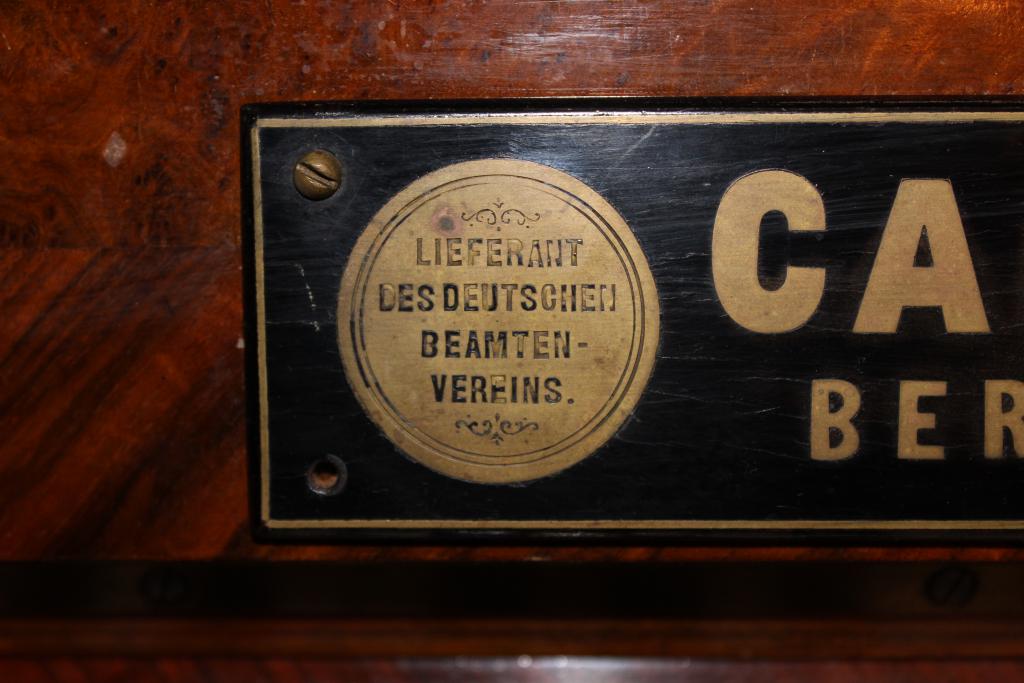 LIEFERANT
DES DEUTSCHEN
BEAMTEN-
VEREINS.
CA
BER